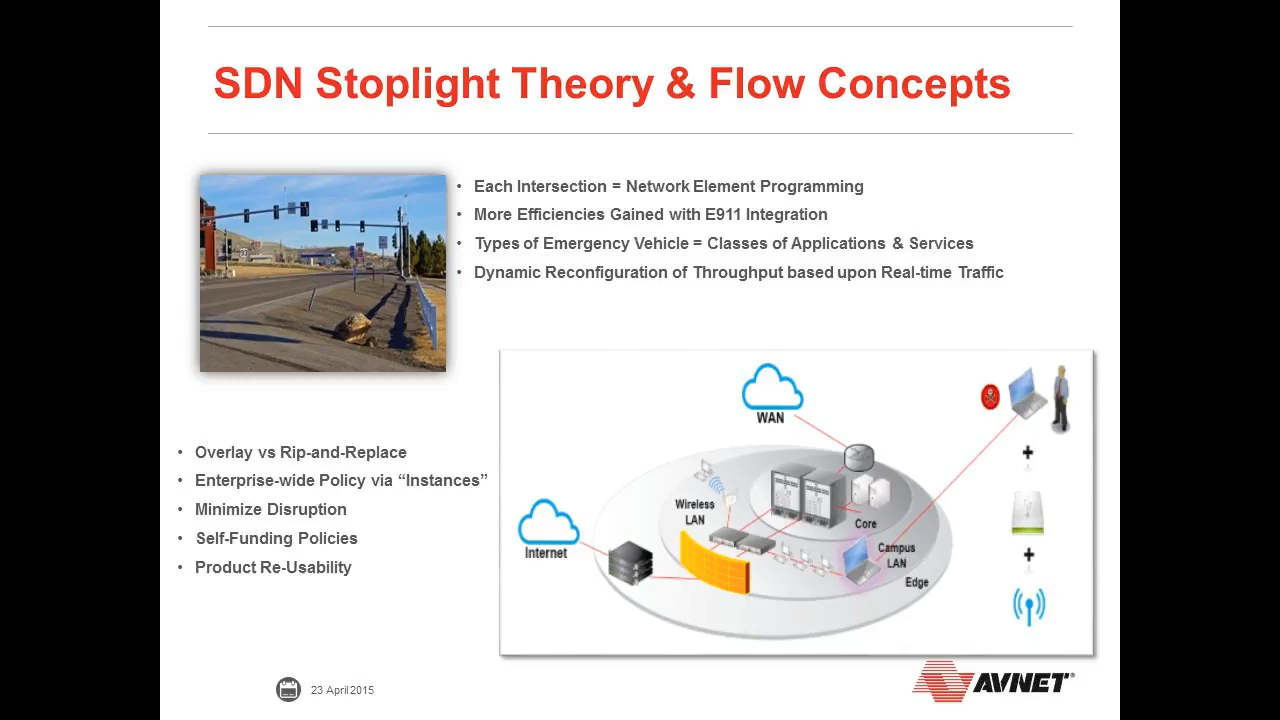 SDN Stoplight Theory & Flow Concepts
• Each Intersection = Network Element Programming
• More Efficiencies Gained with E911 Integration
• Types of Emergency Vehicle = Classes of Applications & Services
• Dynamic Reconfiguration of Throughput based upon Real-time Traffic
• Overlay vs Rip-and-Replace
• Enterprise-wide Policy via “Instances”
• Minimize Disruption
• Self-Funding Policies
• Product Re-Usability
WAN
Wireless
LAN
Core
Internet
Campus
LAN
Edge
+
+
23 April 2015
AVNET®